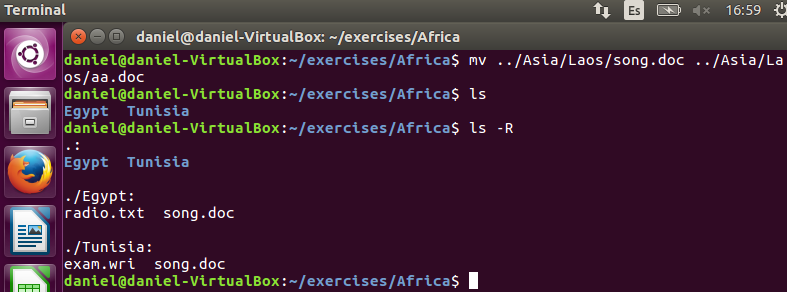 Terminal
Es
16:59
daniel@daniel-VirtualBox: ~/exercises/Africa
daniel@daniel-VirtualBox:~/exercises/Africa$ mv ../Asia/Laos/song.doc ../Asia/La
os/aa.doc
daniel@daniel-VirtualBox:~/exercises/Africa$ ls
Egypt  Tunisia
daniel@daniel-VirtualBox:~/exercises/Africa$ ls -R
.:
Egypt  Tunisia

./Egypt:
radio.txt  song.doc

./Tunisia:
exam.wri  song.doc
daniel@daniel-VirtualBox:~/exercises/Africa$